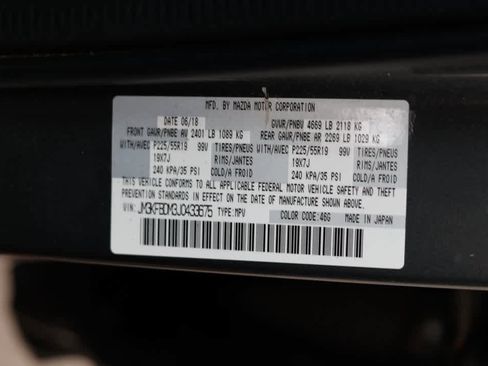 MFD. BY MAZDA MOTOR CORPORATION
DATE 06/18 GVWR/PNBV 4669 LB 2118 KG
FRONT GAWR/PNBE AV 2401 LB 1089 KG REAR GAWR/PNBE AR 2269 LB 1029 KG
WITH/AVEC P225/55R19 99V TIRES/PNEUS WITH/AVEC P225/55R19 99V TIRES/PNEUS
19X7J RIMS/JANTES 19X7J RIMS/JANTES
240 KPA/35 PSI COLD/A FROID 240 KPA/35 PSI COLD/A FROID
THIS VEHICLE CONFORMS TO ALL APPLICABLE FEDERAL MOTOR VEHICLE SAFETY AND THEFT
PREVENTION STANDARDS IN EFFECT ON THE DATE OF MANUFACTURE SHOWN ABOVE.
VIN: JM3KFBDM3J0433675 TYPE: MPV COLOR CODE: 46G MADE IN JAPAN